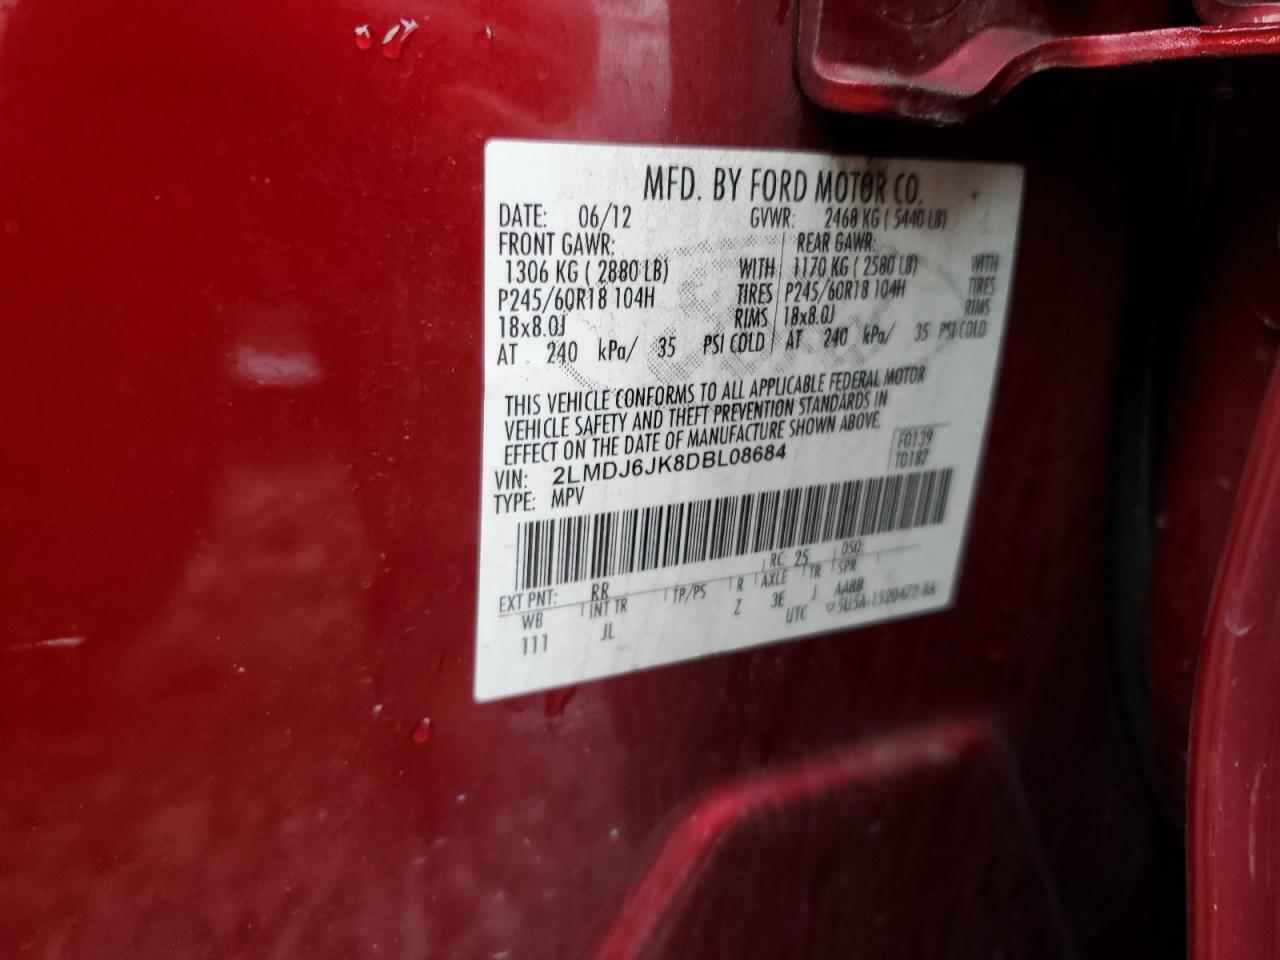 MFD. BY FORD MOTOR CO.
DATE: 06/12 GVWR: 2468 KG ( 5440 LB)
FRONT GAWR: REAR GAWR:
1306 KG ( 2880 LB) WITH 1170 KG ( 2580 LB) WITH
P245/60R18 104H TIRES P245/60R18 104H TIRES
18x8.0J RIMS 18x8.0J RIMS
AT 240 kPa/ 35 PSI COLD AT 240 kPa/ 35 PSI COLD
THIS VEHICLE CONFORMS TO ALL APPLICABLE FEDERAL MOTOR
VEHICLE SAFETY AND THEFT PREVENTION STANDARDS IN
EFFECT ON THE DATE OF MANUFACTURE SHOWN ABOVE.
F0139
VIN: 2LMDJ6JK8DBL08684
T0187
TYPE: MPV
EXT PNT: RR RC: 25 DSO:
WB INT TR TP/PS R AXLE TR SPR
111 JL Z 3E J AABB
UTC 5U5A-1520472-BA